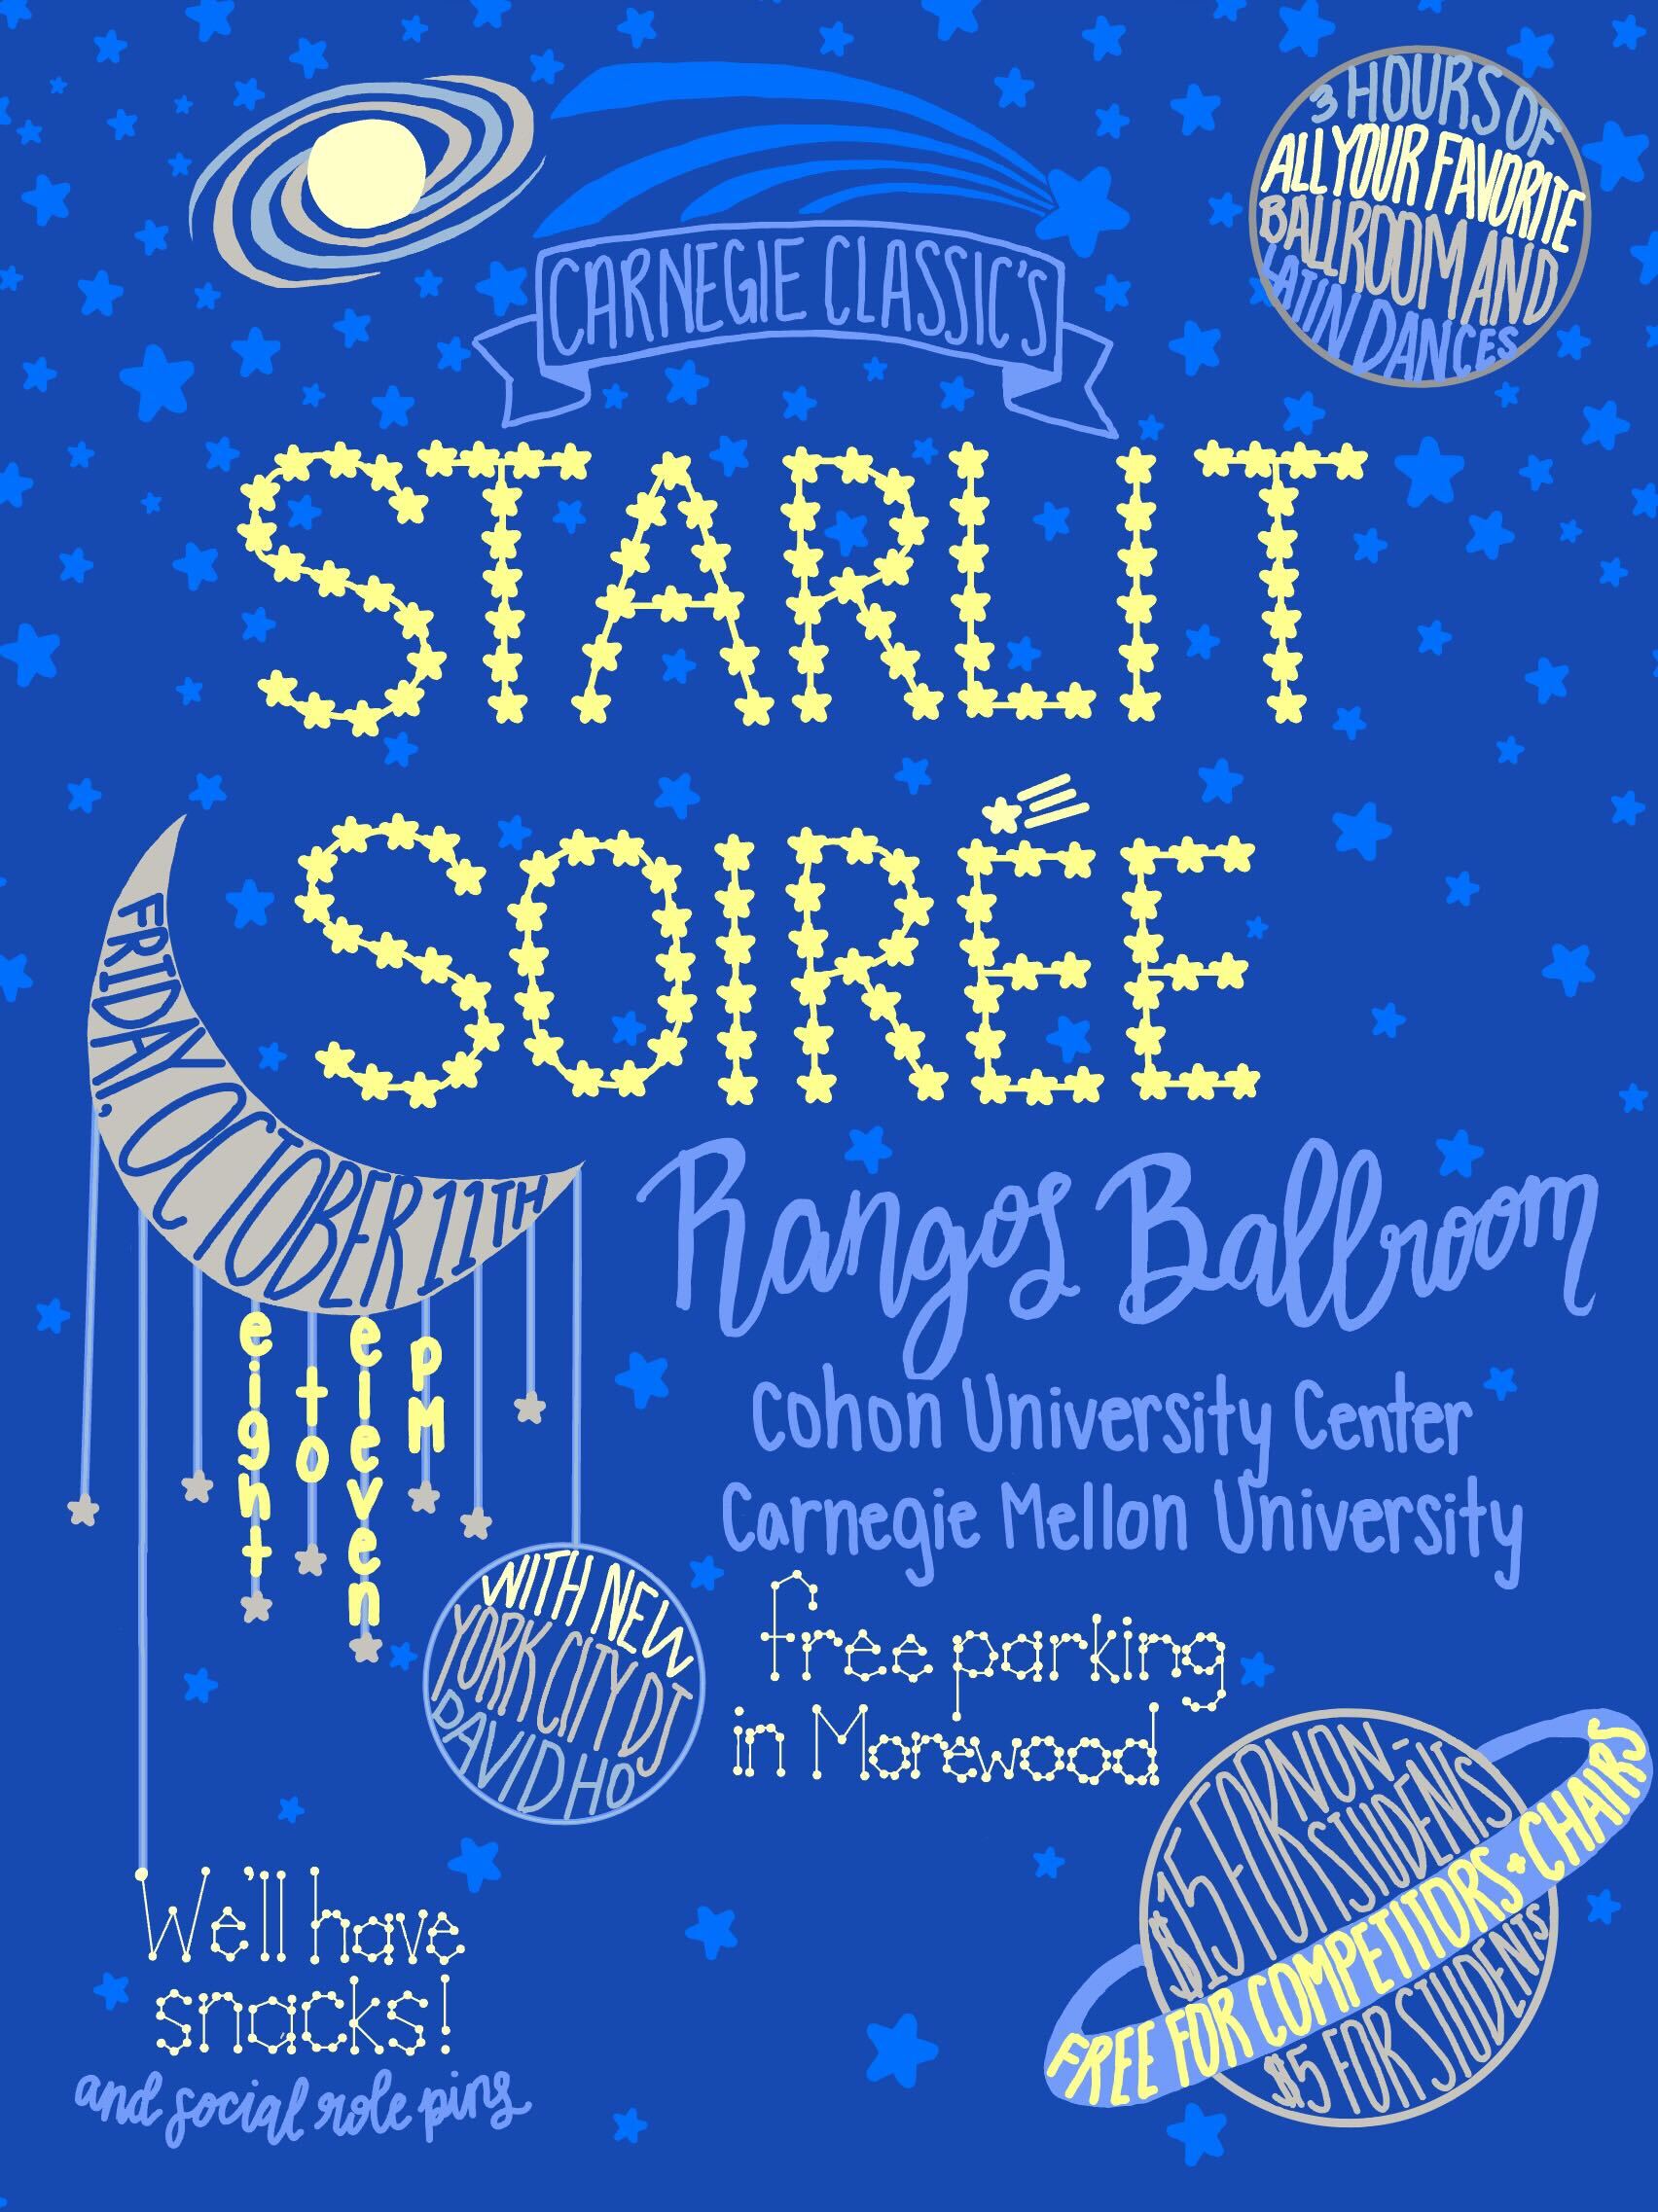 3 HOURS OF
ALL YOUR FAVORITE
BALLROOM AND
LATIN DANCES
CARNEGIE CLASSIC'S
STARLIT
SOIRÉE
FRIDAY, OCTOBER 11TH
eight
to
eleven
PM
Rangos Ballroom
Cohon University Center
Carnegie Mellon University
WITH NEW
YORK CITY DJ
DAVID HO
free parking
in Morewood
$15 FOR NON-
STUDENTS
FREE FOR COMPETITORS + CHAIRS
$5 FOR STUDENTS
We'll have
snacks!
and social role pins